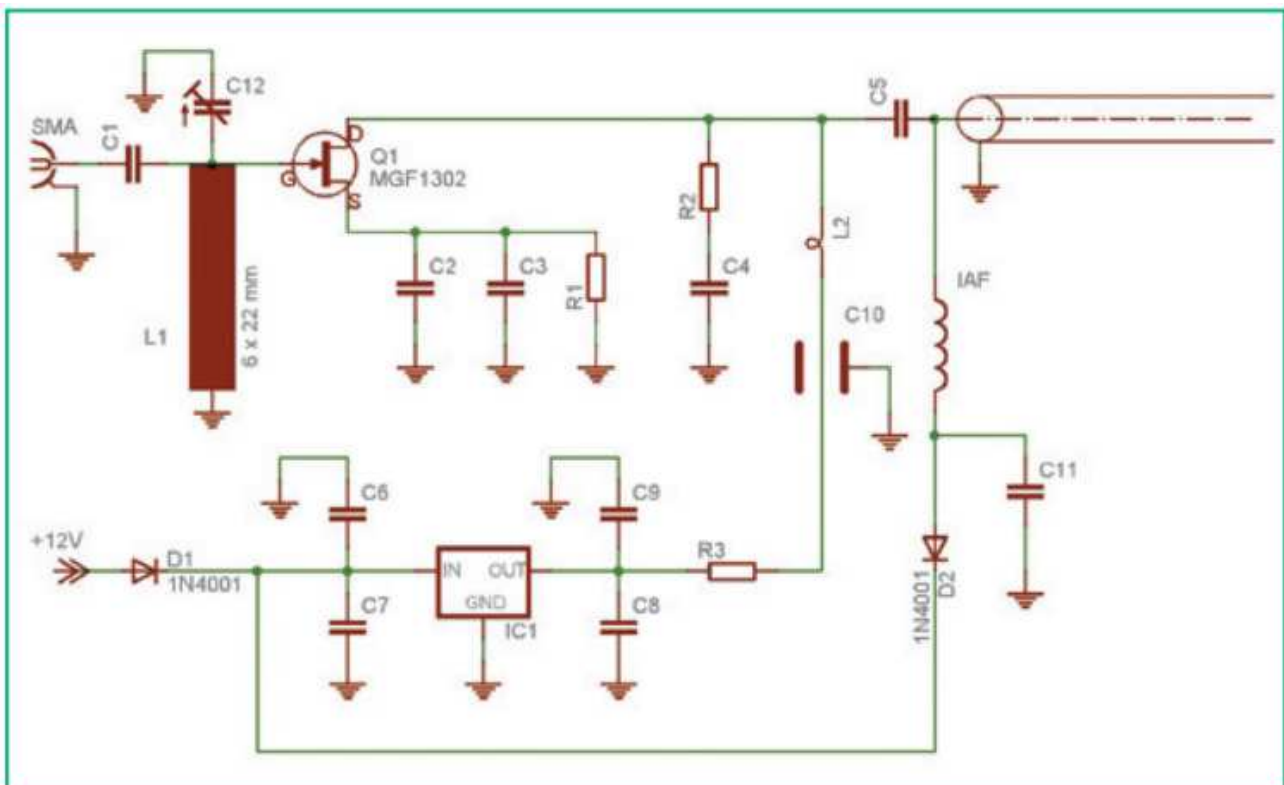 C12
C5
SMA
C1
D
Q1
MGF1302
G
S
R2
L2
C2
C3
C4
R1
IAF
C10
L1
6 x 22 mm
C6
C9
C11
+12V
D1
1N4001
R3
IN
OUT
GND
IC1
C7
C8
1N4001
D2